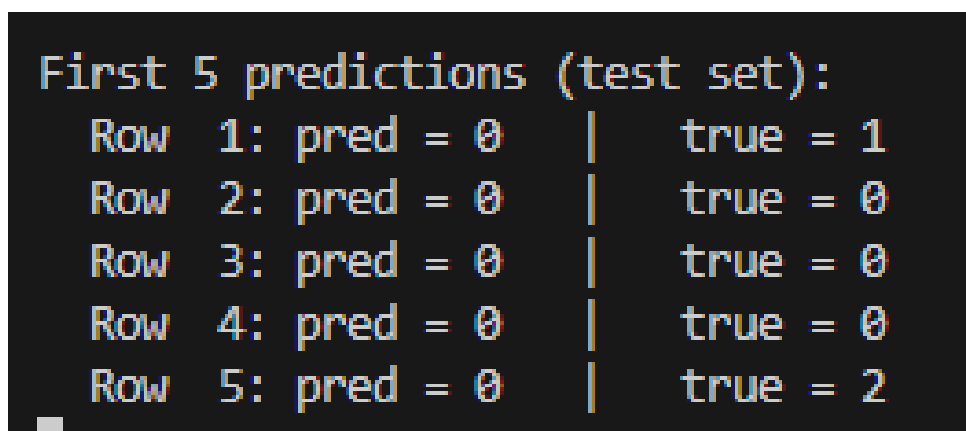 First 5 predictions (test set):
Row 1: pred = 0 | true = 1
Row 2: pred = 0 | true = 0
Row 3: pred = 0 | true = 0
Row 4: pred = 0 | true = 0
Row 5: pred = 0 | true = 2